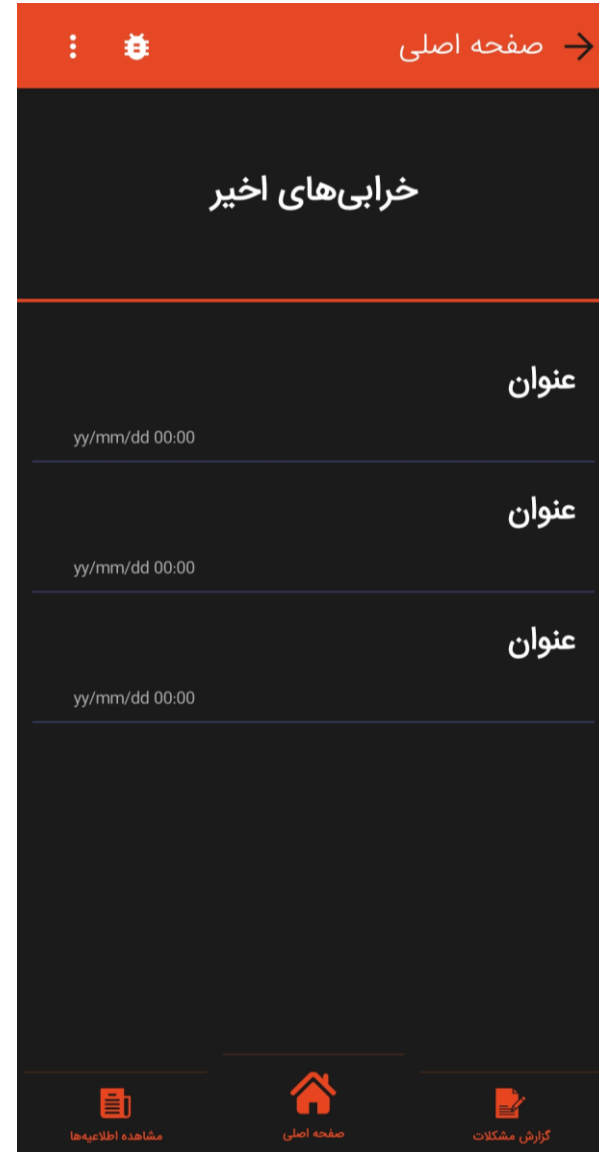 صفحه اصلی
خرابی‌های اخیر
عنوان
yy/mm/dd 00:00
عنوان
yy/mm/dd 00:00
عنوان
yy/mm/dd 00:00
گزارش مشکلات
صفحه اصلی
مشاهده اطلاعیه‌ها